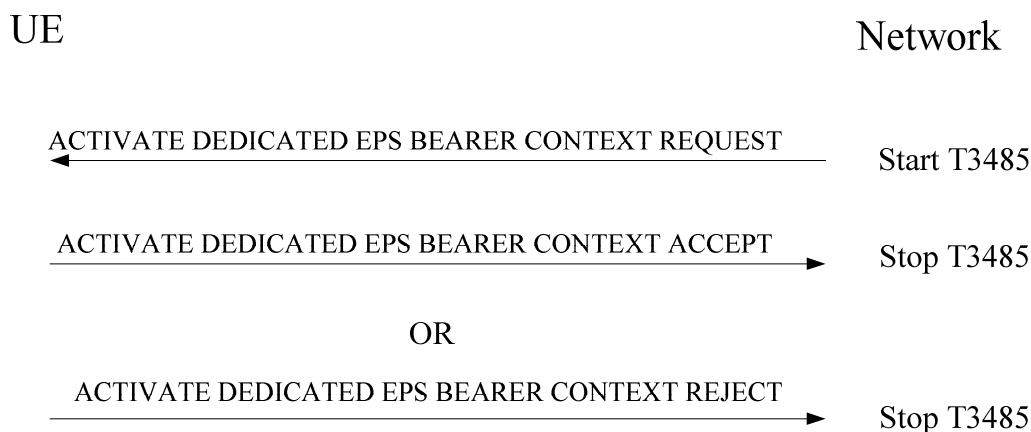 UE
Network
ACTIVATE DEDICATED EPS BEARER CONTEXT REQUEST
Start T3485
ACTIVATE DEDICATED EPS BEARER CONTEXT ACCEPT
Stop T3485
OR
ACTIVATE DEDICATED EPS BEARER CONTEXT REJECT
Stop T3485